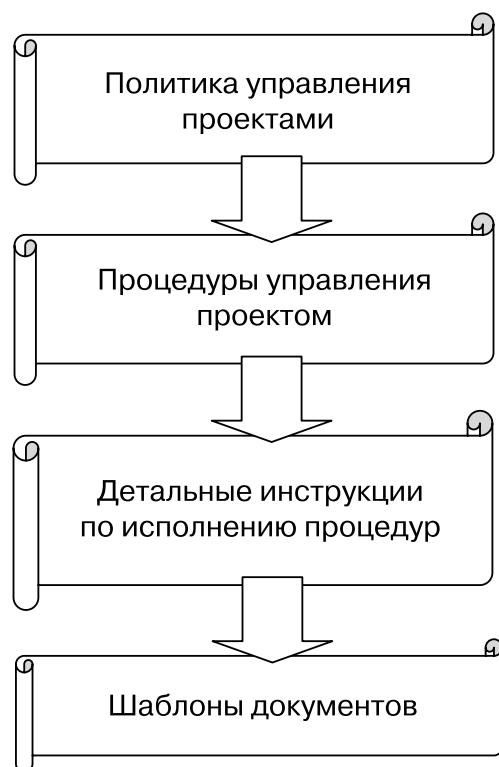 Политика управления
проектами
Процедуры управления
проектом
Детальные инструкции
по исполнению процедур
Шаблоны документов